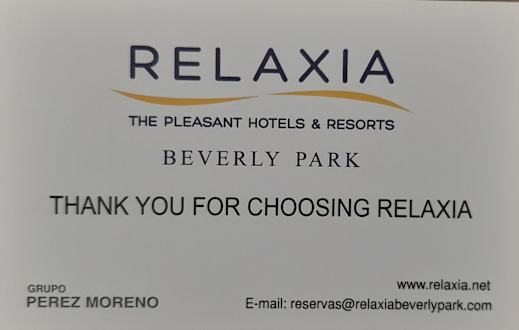 RELAXIA
THE PLEASANT HOTELS & RESORTS
BEVERLY PARK
THANK YOU FOR CHOOSING RELAXIA
GRUPO
PEREZ MORENO
www.relaxia.net
E-mail: reservas@relaxiabeverlypark.com